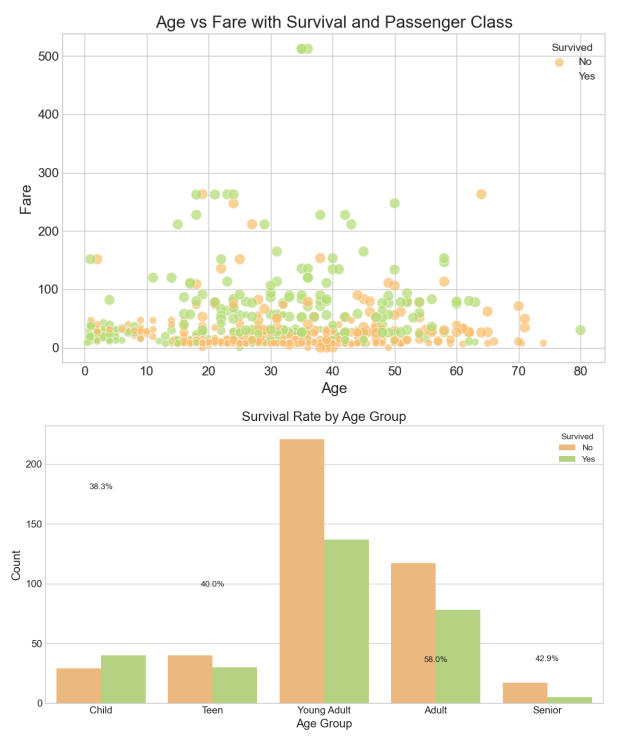 Age vs Fare with Survival and Passenger Class
Survived
No
Yes
500
400
300
200
100
0
Fare
0 10 20 30 40 50 60 70 80
Age
Survival Rate by Age Group
Survived
No
Yes
200
150
100
50
0
Count
38.3%
40.0%
58.0%
42.9%
Child Teen Young Adult Adult Senior
Age Group